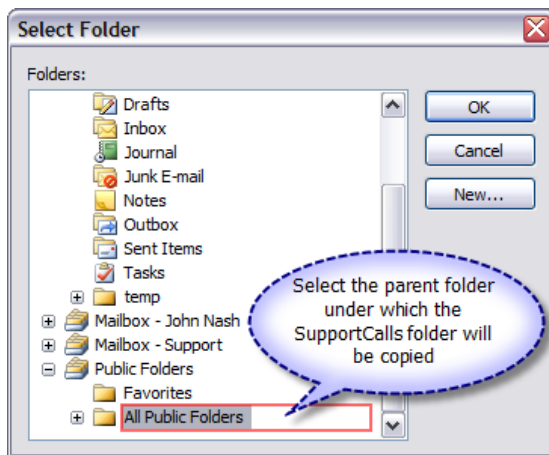 Select Folder
Folders:
Drafts
Inbox
Journal
Junk E-mail
Notes
Outbox
Sent Items
Tasks
temp
Mailbox - John Nash
Mailbox - Support
Public Folders
Favorites
All Public Folders
OK
Cancel
New...
Select the parent folder
under which the
SupportCalls folder will
be copied